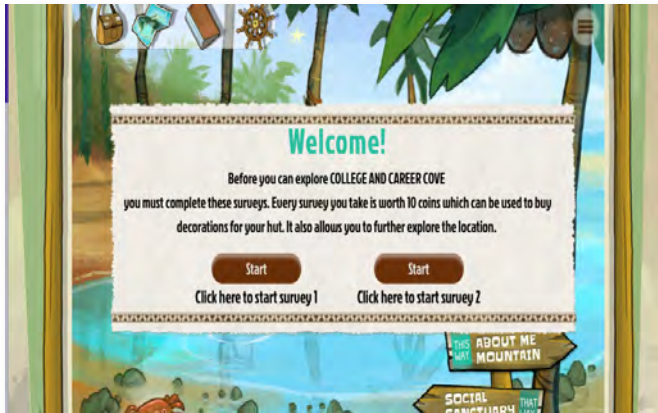 Welcome!
Before you can explore COLLEGE AND CAREER COVE
you must complete these surveys. Every survey you take is worth 10 coins which can be used to buy
decorations for your hut. It also allows you to further explore the location.
Start
Start
Click here to start survey 1
Click here to start survey 2
THIS WAY
ABOUT ME
MOUNTAIN
SOCIAL
SANCTUARY
THAT